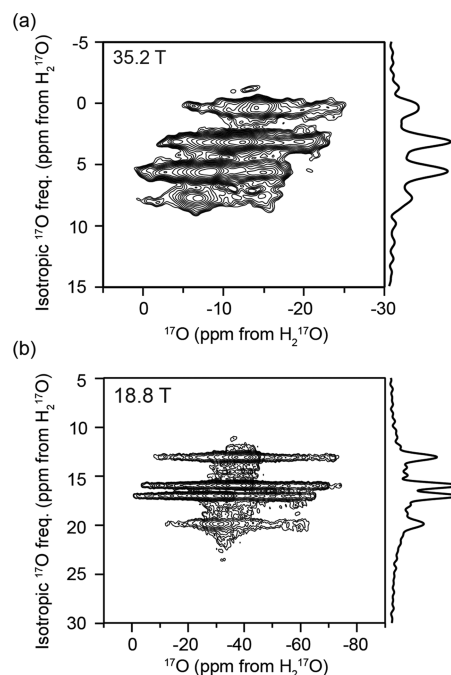 (a)
35.2 T
Isotropic ¹⁷O freq. (ppm from H₂¹⁷O)
-5
0
5
10
15
0 -10 -20 -30
¹⁷O (ppm from H₂¹⁷O)
(b)
18.8 T
Isotropic ¹⁷O freq. (ppm from H₂¹⁷O)
5
10
15
20
25
30
0 -20 -40 -60 -80
¹⁷O (ppm from H₂¹⁷O)